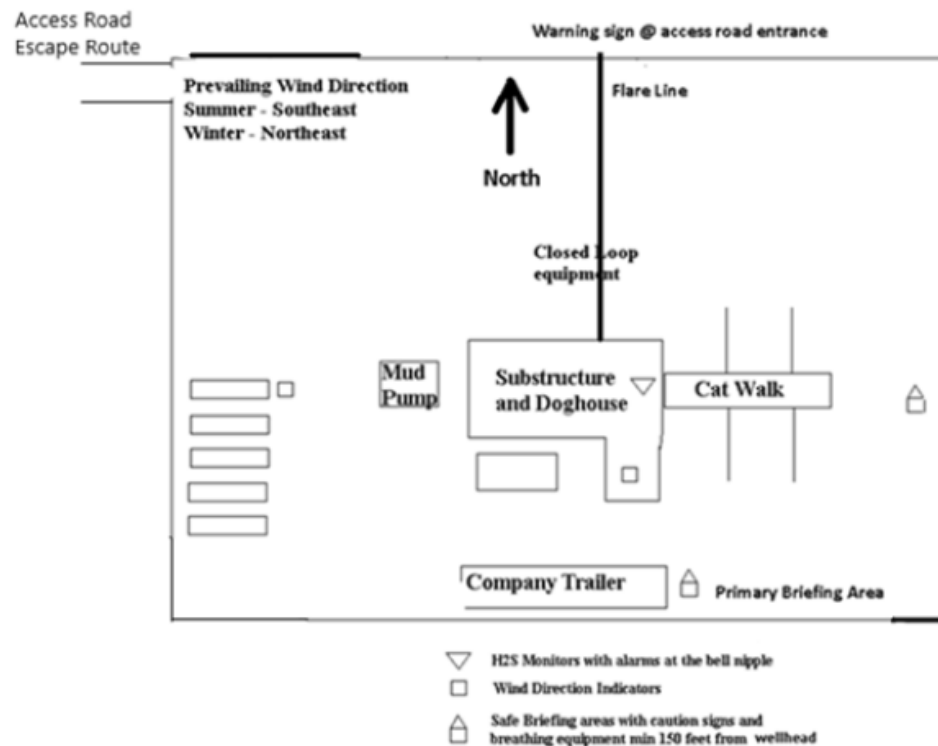 Access Road
Escape Route
Warning sign @ access road entrance
Prevailing Wind Direction
Summer - Southeast
Winter - Northeast
Flare Line
North
Closed Loop
equipment
Mud
Pump
Substructure
and Doghouse
Cat Walk
Company Trailer
Primary Briefing Area
H2S Monitors with alarms at the bell nipple
Wind Direction Indicators
Safe Briefing areas with caution signs and
breathing equipment min 150 feet from wellhead